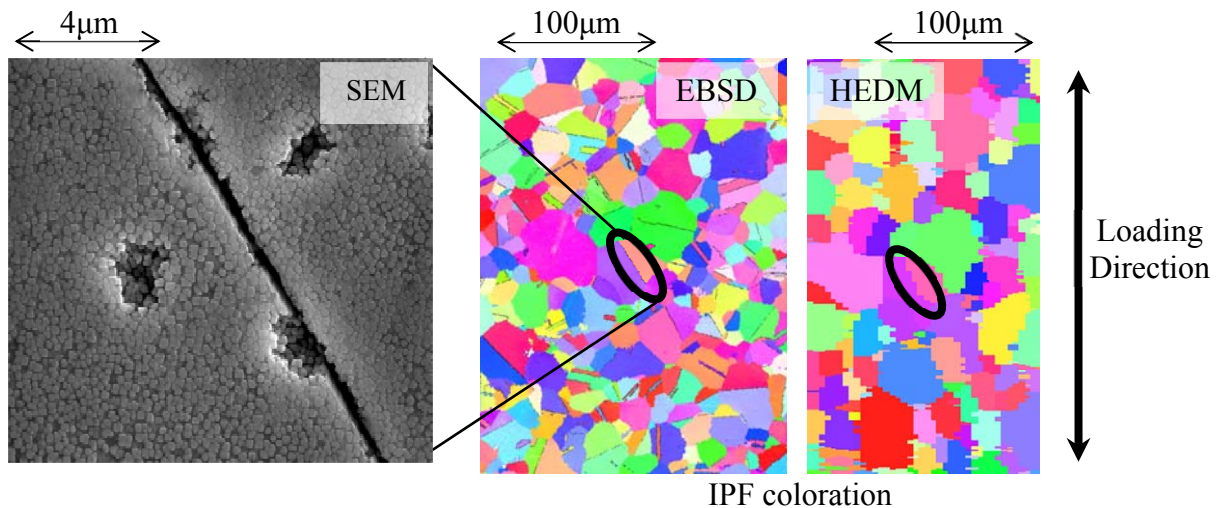 4μm
100μm
100μm
SEM
EBSD
HEDM
Loading
Direction
IPF coloration